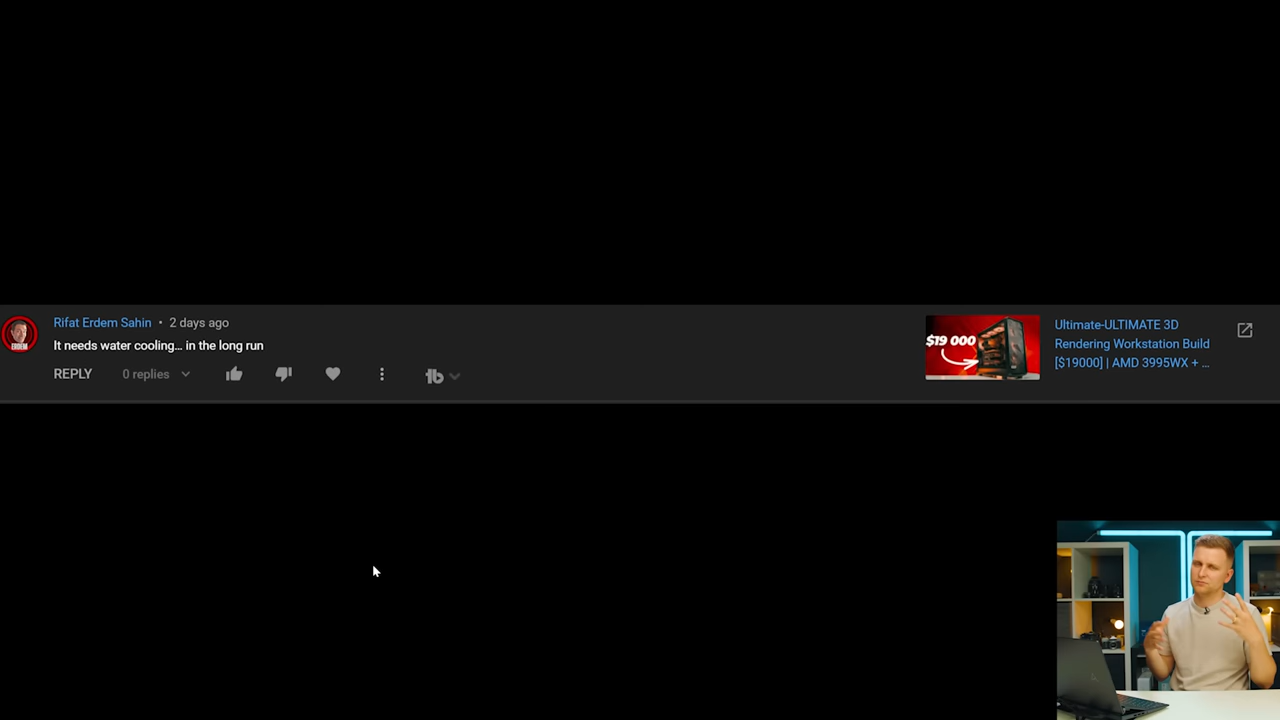 Rifat Erdem Sahin • 2 days ago
It needs water cooling... in the long run
REPLY 0 replies
ERDEM
$19 000
Ultimate-ULTIMATE 3D
Rendering Workstation Build
[$19000] | AMD 3995WX + ...